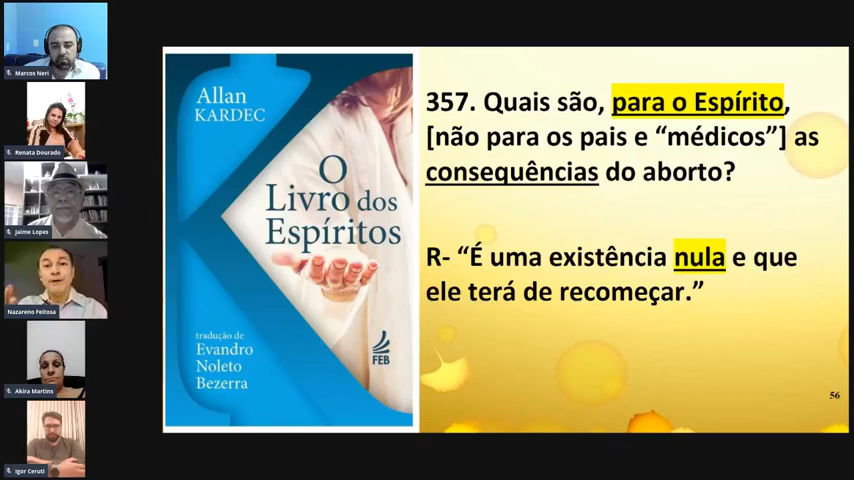 Marcos Neri
Renata Dourado
Jaime Lopes
Nazareno Feitosa
Akira Martins
Igor Ceruti
Allan
KARDEC
O
Livro dos
Espíritos
tradução de
Evandro
Noleto
Bezerra
FEB
357. Quais são, para o Espírito,
[não para os pais e “médicos”] as
consequências do aborto?
R- “É uma existência nula e que
ele terá de recomeçar.”
56